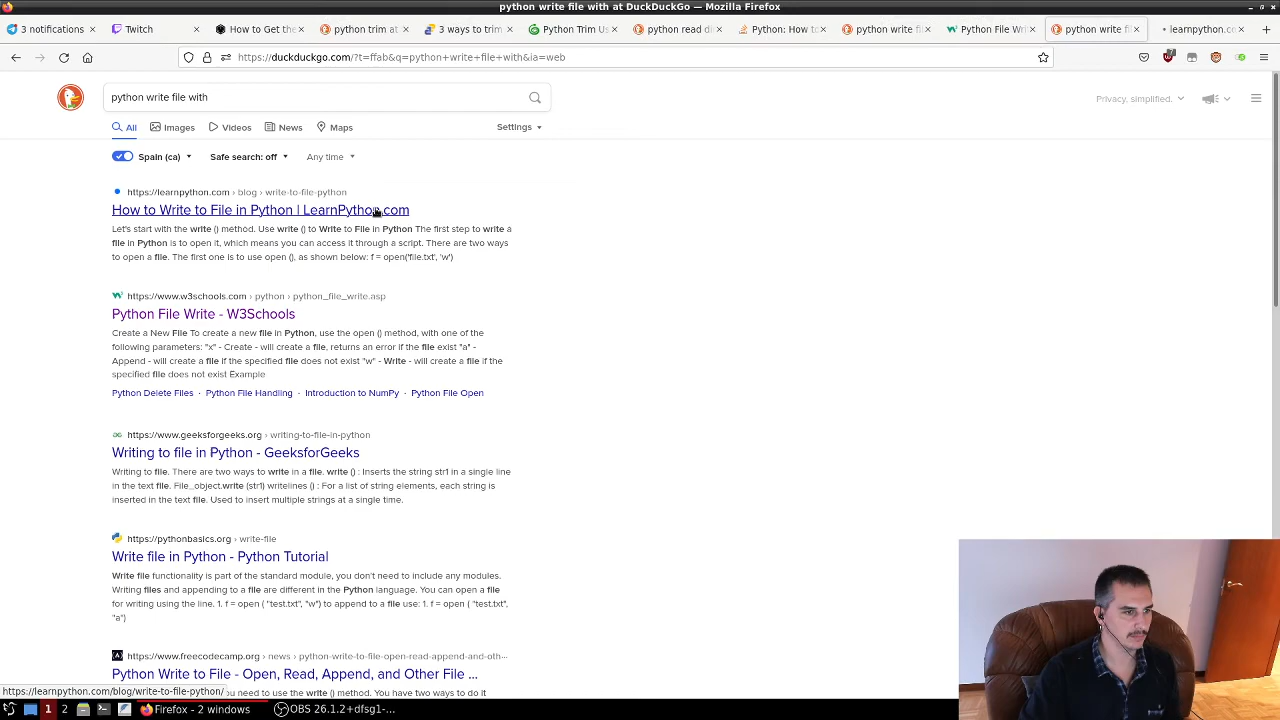 python write file with at DuckDuckGo — Mozilla Firefox
3 notifications
Twitch
How to Get the
python trim at
3 ways to trim
Python Trim Us
python read di
Python: How to
python write fil
Python File Wri
python write fil
learnpython.co
https://duckduckgo.com/?t=ffab&q=python+write+file+with&ia=web
python write file with
Privacy, simplified.
All
Images
Videos
News
Maps
Settings
Spain (ca)
Safe search: off
Any time
https://learnpython.com › blog › write-to-file-python
How to Write to File in Python | LearnPython.com
Let's start with the write () method. Use write () to Write to File in Python The first step to write a
file in Python is to open it, which means you can access it through a script. There are two ways
to open a file. The first one is to use open (), as shown below: f = open('file.txt', 'w')
https://www.w3schools.com › python › python_file_write.asp
Python File Write - W3Schools
Create a New File To create a new file in Python, use the open () method, with one of the
following parameters: "x" - Create - will create a file, returns an error if the file exist "a" -
Append - will create a file if the specified file does not exist "w" - Write - will create a file if the
specified file does not exist Example
Python Delete Files · Python File Handling · Introduction to NumPy · Python File Open
https://www.geeksforgeeks.org › writing-to-file-in-python
Writing to file in Python - GeeksforGeeks
Writing to file. There are two ways to write in a file. write () : Inserts the string str1 in a single line
in the text file. File_object.write (str1) writelines () : For a list of string elements, each string is
inserted in the text file. Used to insert multiple strings at a single time.
https://pythonbasics.org › write-file
Write file in Python - Python Tutorial
Write file functionality is part of the standard module, you don't need to include any modules.
Writing files and appending to a file are different in the Python language. You can open a file
for writing using the line. 1. f = open ( "test.txt", "w") to append to a file use: 1. f = open ( "test.txt",
"a")
https://www.freecodecamp.org › news › python-write-to-file-open-read-append-and-oth···
Python Write to File - Open, Read, Append, and Other File ...
https://learnpython.com/blog/write-to-file-python/
ou need to use the write () method. You have two ways to do it
1
2
Firefox - 2 windows
OBS 26.1.2+dfsg1-...